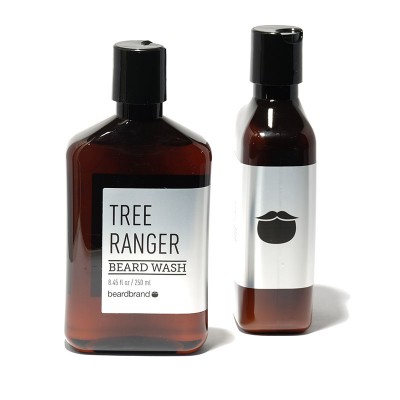 TREE
RANGER
BEARD WASH
8.45 fl oz / 250 ml
beardbrand